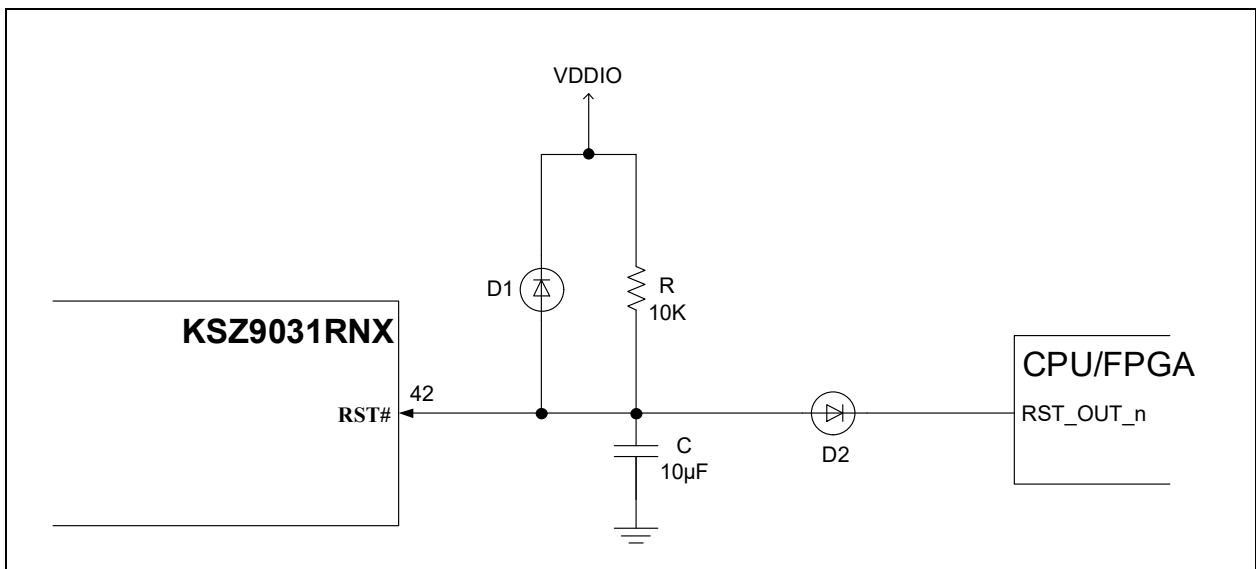 VDDIO
D1
R
10K
KSZ9031RNX
42
RST#
CPU/FPGA
RST_OUT_n
D2
C
10µF